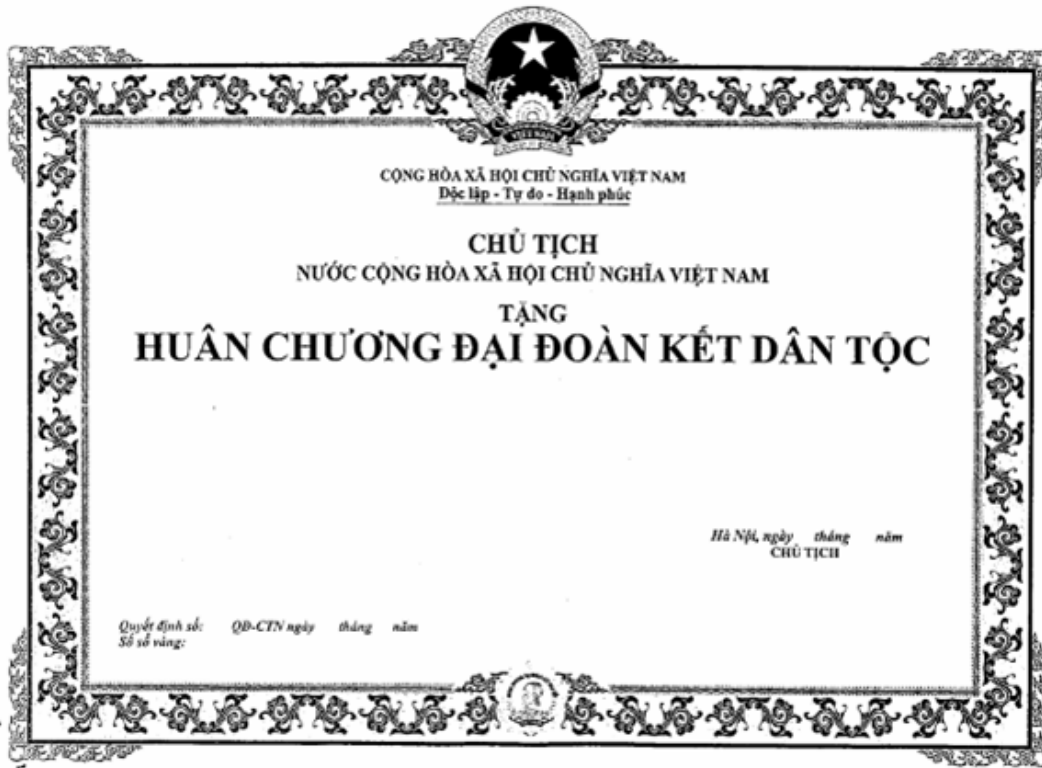 VIỆT NAM
CỘNG HÒA XÃ HỘI CHỦ NGHĨA VIỆT NAM
Độc lập - Tự do - Hạnh phúc
CHỦ TỊCH
NƯỚC CỘNG HÒA XÃ HỘI CHỦ NGHĨA VIỆT NAM
TẶNG
HUÂN CHƯƠNG ĐẠI ĐOÀN KẾT DÂN TỘC
Hà Nội, ngày tháng năm
CHỦ TỊCH
Quyết định số: QĐ-CTN ngày tháng năm
Số sổ vàng: